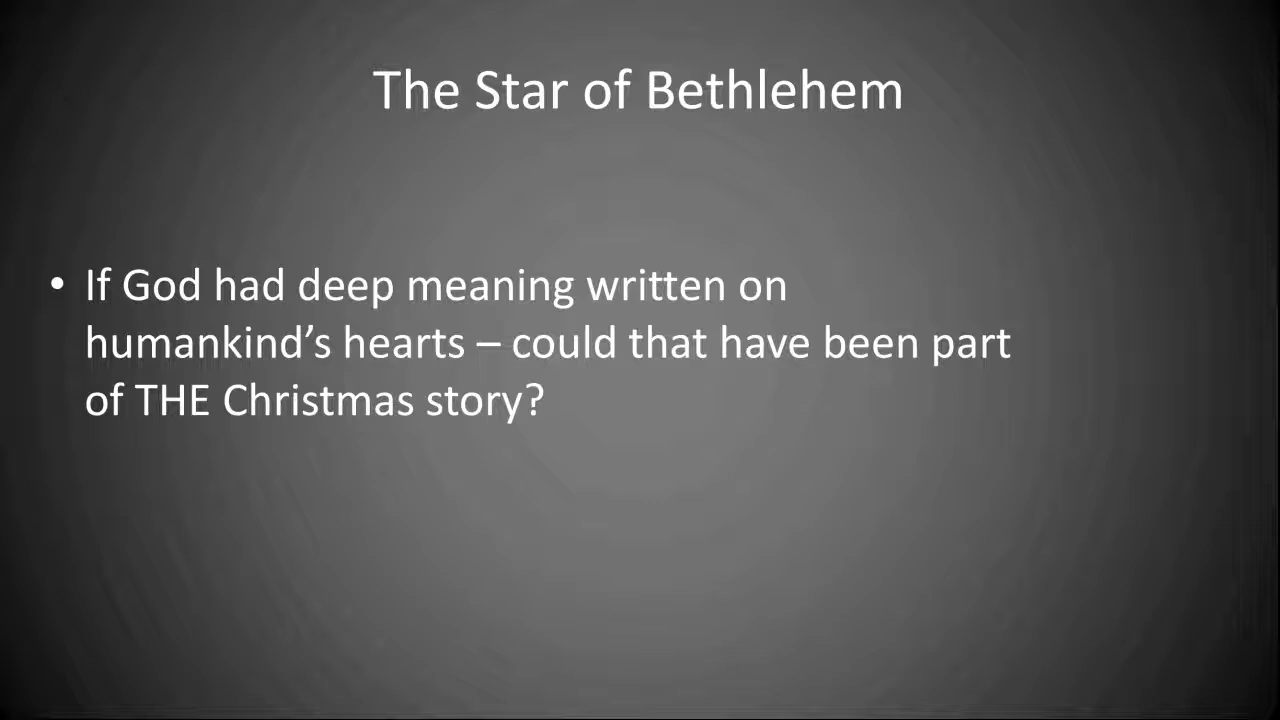 The Star of Bethlehem
• If God had deep meaning written on
humankind’s hearts – could that have been part
of THE Christmas story?